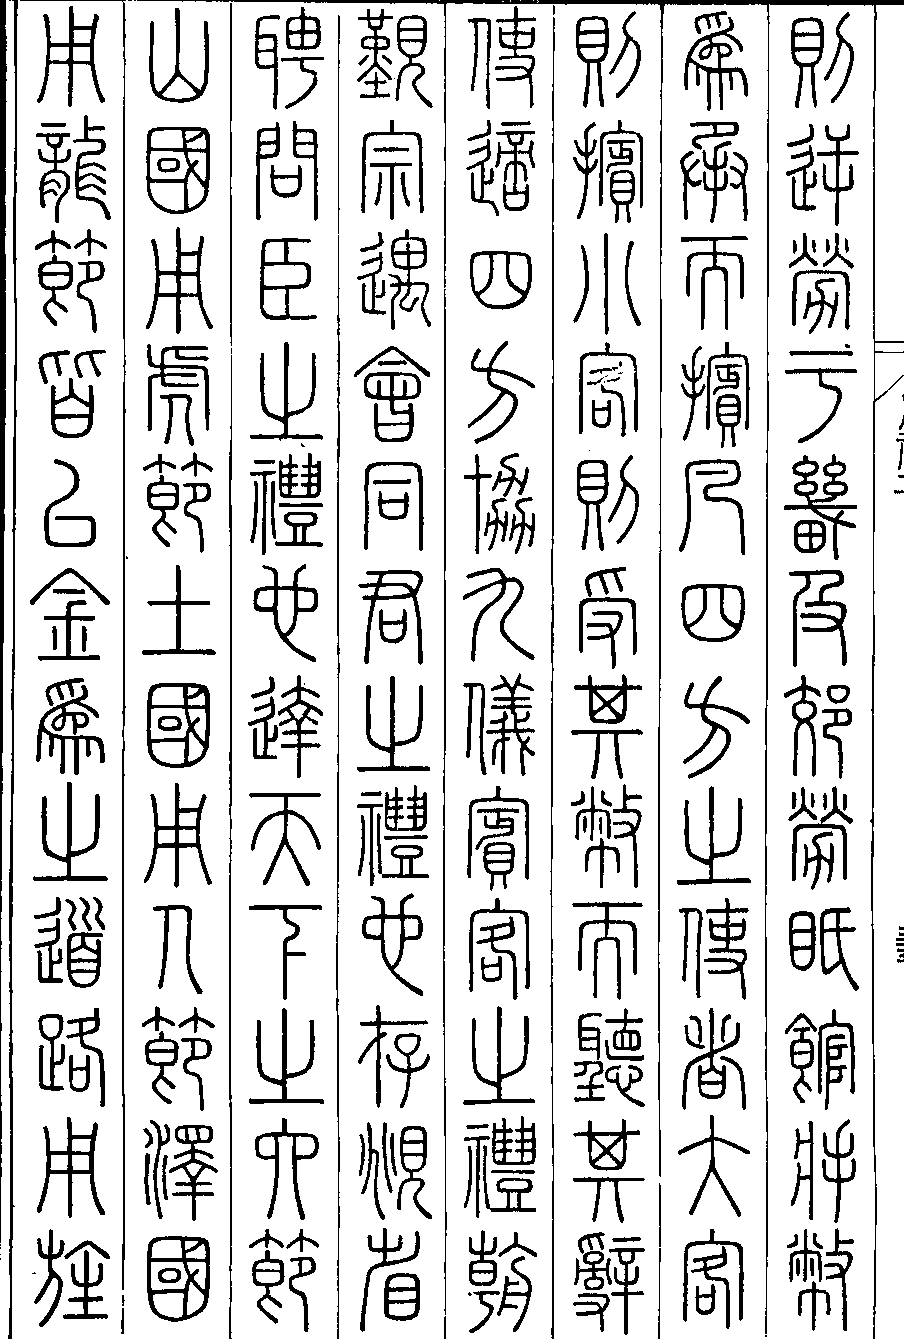 則逆勞于畿及郊勞眡館將幣
爲承而擯凡四方之使者大客
則擯小客則受其幣而聽其辭
使適四方協九儀賓客之禮朝
覲宗遇會同君之禮也存覜省
聘問臣之禮也達天下之六節
山國用虎節土國用人節澤國
用龍節皆以金爲之道路用旌